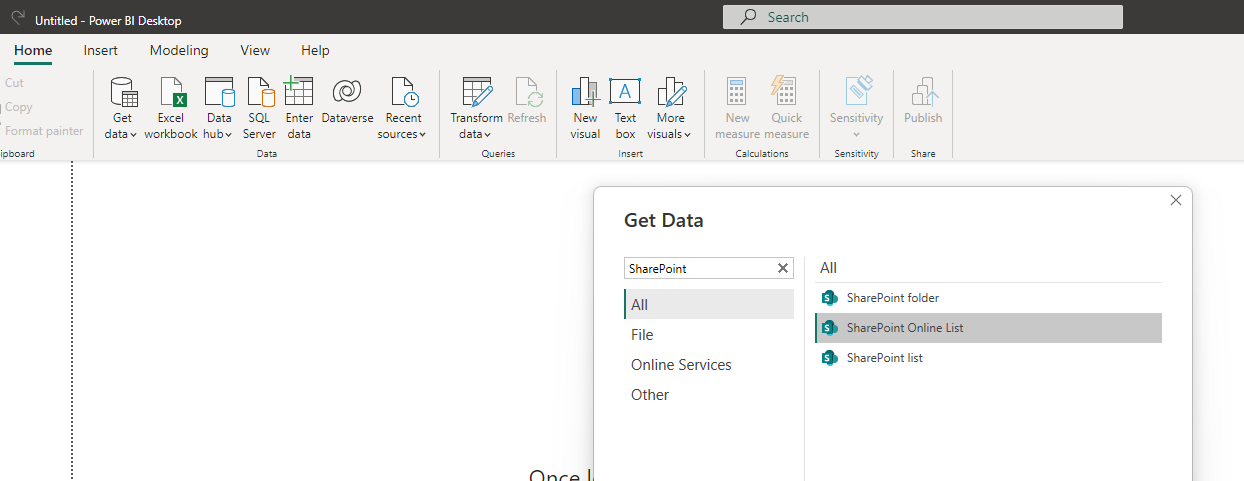 Untitled - Power BI Desktop
Search
Home Insert Modeling View Help
Cut
Copy
Format painter
ipboard
Get data
Excel workbook
Data hub
SQL Server
Enter data
Dataverse
Recent sources
Data
Transform data
Refresh
Queries
New visual
Text box
A
More visuals
Insert
New measure
Quick measure
Calculations
Sensitivity
Sensitivity
Publish
Share
Get Data
SharePoint
All
File
Online Services
Other
All
SharePoint folder
SharePoint Online List
SharePoint list
Once l